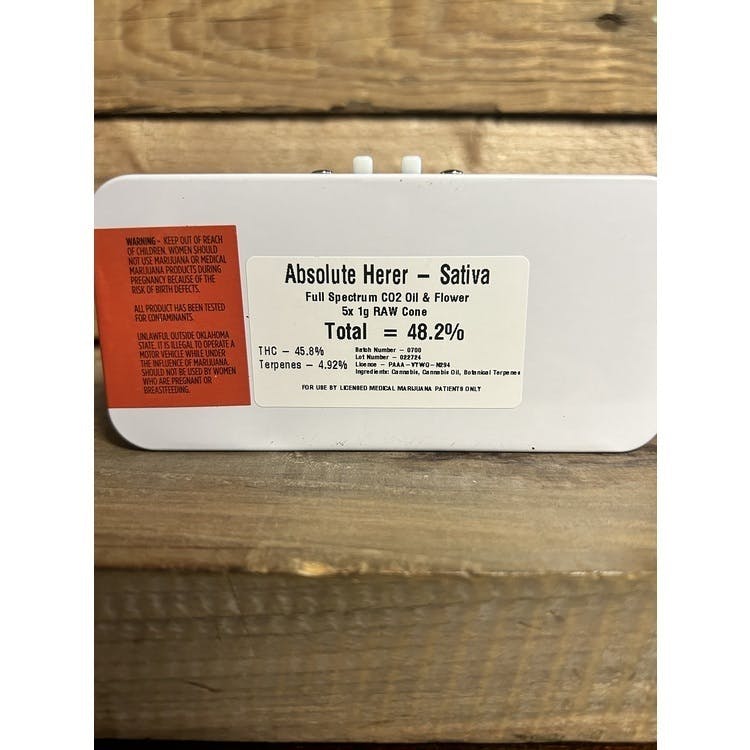 WARNING - KEEP OUT OF REACH
OF CHILDREN. WOMEN SHOULD
NOT USE MARIJUANA OR MEDICAL
MARIJUANA PRODUCTS DURING
PREGNANCY BECAUSE OF THE
RISK OF BIRTH DEFECTS.
ALL PRODUCT HAS BEEN TESTED
FOR CONTAMINANTS.
UNLAWFUL OUTSIDE OKLAHOMA
STATE. IT IS ILLEGAL TO OPERATE A
MOTOR VEHICLE WHILE UNDER
THE INFLUENCE OF MARIJUANA.
SHOULD NOT BE USED BY WOMEN
WHO ARE PREGNANT OR
BREASTFEEDING.
Absolute Herer - Sativa
Full Spectrum CO2 Oil & Flower
5x 1g RAW Cone
Total = 48.2%
THC - 45.8%
Terpenes - 4.92%
Batch Number - 0700
Lot Number - 022724
Licence - PAAA-VYWO-N294
Ingredients: Cannabis, Cannabis Oil, Botanical Terpenes
FOR USE BY LICENSED MEDICAL MARIJUANA PATIENTS ONLY